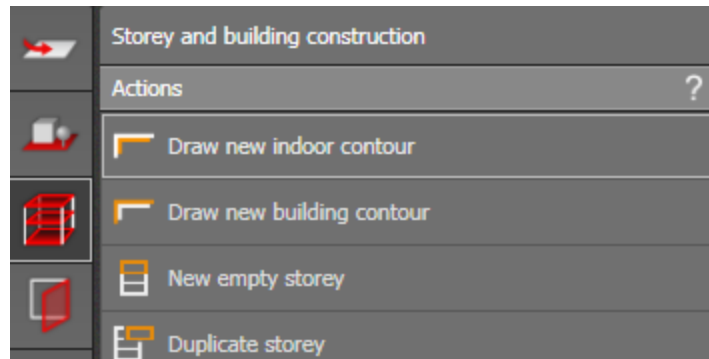 Storey and building construction
Actions ?
Draw new indoor contour
Draw new building contour
New empty storey
Duplicate storey